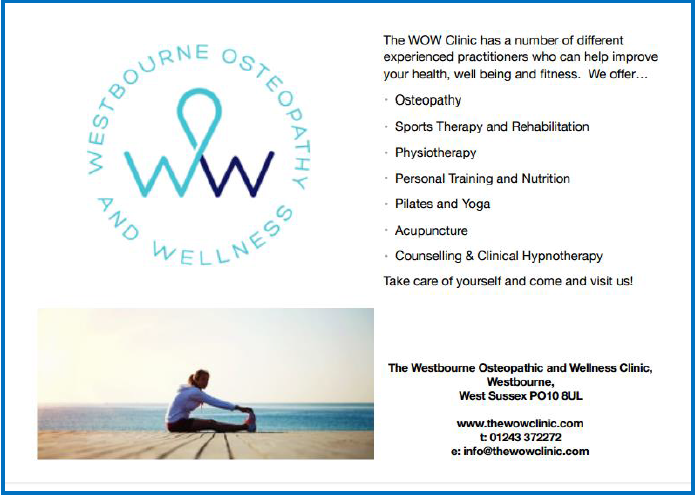 WESTBOURNE OSTEOPATHY
AND WELLNESS
WOW
The WOW Clinic has a number of different
experienced practitioners who can help improve
your health, well being and fitness.  We offer…
· Osteopathy
· Sports Therapy and Rehabilitation
· Physiotherapy
· Personal Training and Nutrition
· Pilates and Yoga
· Acupuncture
· Counselling & Clinical Hypnotherapy
Take care of yourself and come and visit us!
The Westbourne Osteopathic and Wellness Clinic,
Westbourne,
West Sussex PO10 8UL
www.thewowclinic.com
t: 01243 372272
e: info@thewowclinic.com